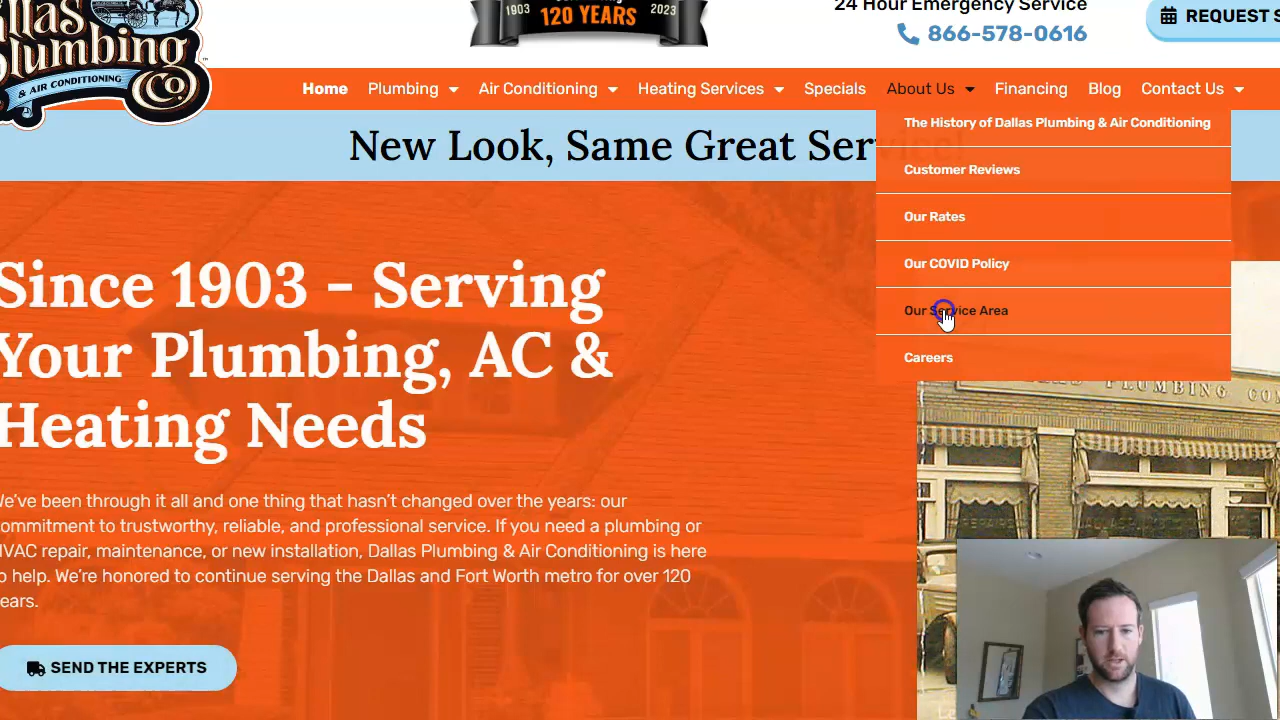 24 Hour Emergency Service
1903
120 YEARS
2023
866-578-0616
REQUEST
Plumbing
& AIR CONDITIONING
Co.
Home
Plumbing
Air Conditioning
Heating Services
Specials
About Us
Financing
Blog
Contact Us
New Look, Same Great Service!
The History of Dallas Plumbing & Air Conditioning
Customer Reviews
Our Rates
Our COVID Policy
Our Service Area
Careers
Since 1903 - Serving
Your Plumbing, AC &
Heating Needs
We've been through it all and one thing that hasn't changed over the years: our
commitment to trustworthy, reliable, and professional service. If you need a plumbing or
HVAC repair, maintenance, or new installation, Dallas Plumbing & Air Conditioning is here
to help. We're honored to continue serving the Dallas and Fort Worth metro for over 120
years.
SEND THE EXPERTS
PLUMBING